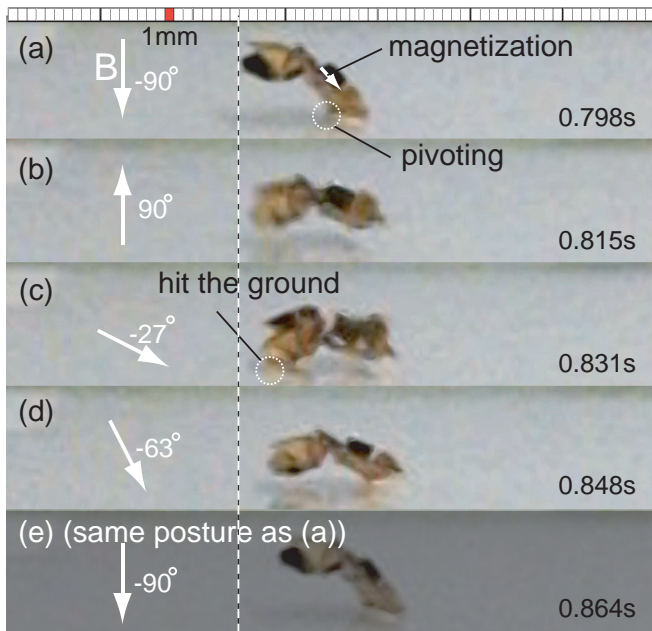 1mm
(a)
magnetization
B
-90°
0.798s
pivoting
(b)
90°
0.815s
hit the ground
(c)
-27°
0.831s
(d)
-63°
0.848s
(e) (same posture as (a))
-90°
0.864s